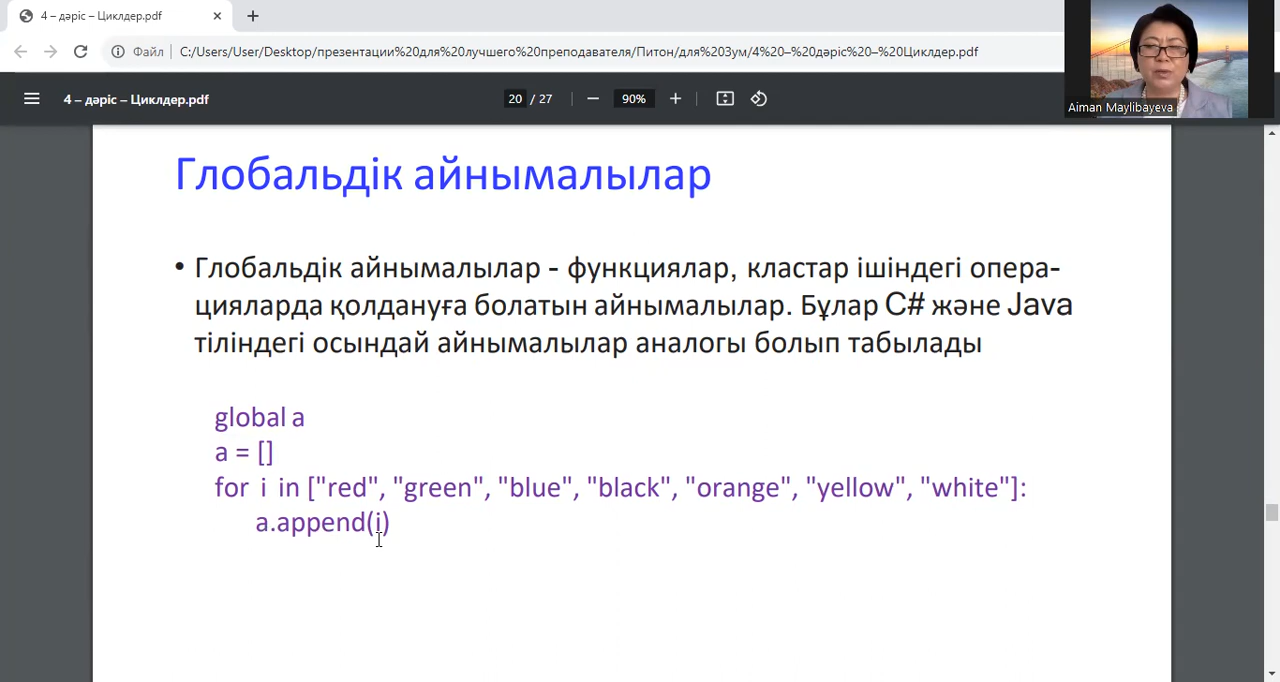 4 – дәріс – Циклдер.pdf
Файл C:/Users/User/Desktop/презентации%20для%20лучшего%20преподавателя/Питон/для%20Зум/4%20–%20дәріс%20–%20Циклдер.pdf
4 – дәріс – Циклдер.pdf 20 / 27 90%
Aiman Maylibayeva
Глобальдік айнымалылар
• Глобальдік айнымалылар - функциялар, кластар ішіндегі опера-
цияларда қолдануға болатын айнымалылар. Бұлар C# және Java
тіліндегі осындай айнымалылар аналогы болып табылады
global a
a = []
for i in ["red", "green", "blue", "black", "orange", "yellow", "white"]:
a.append(i)